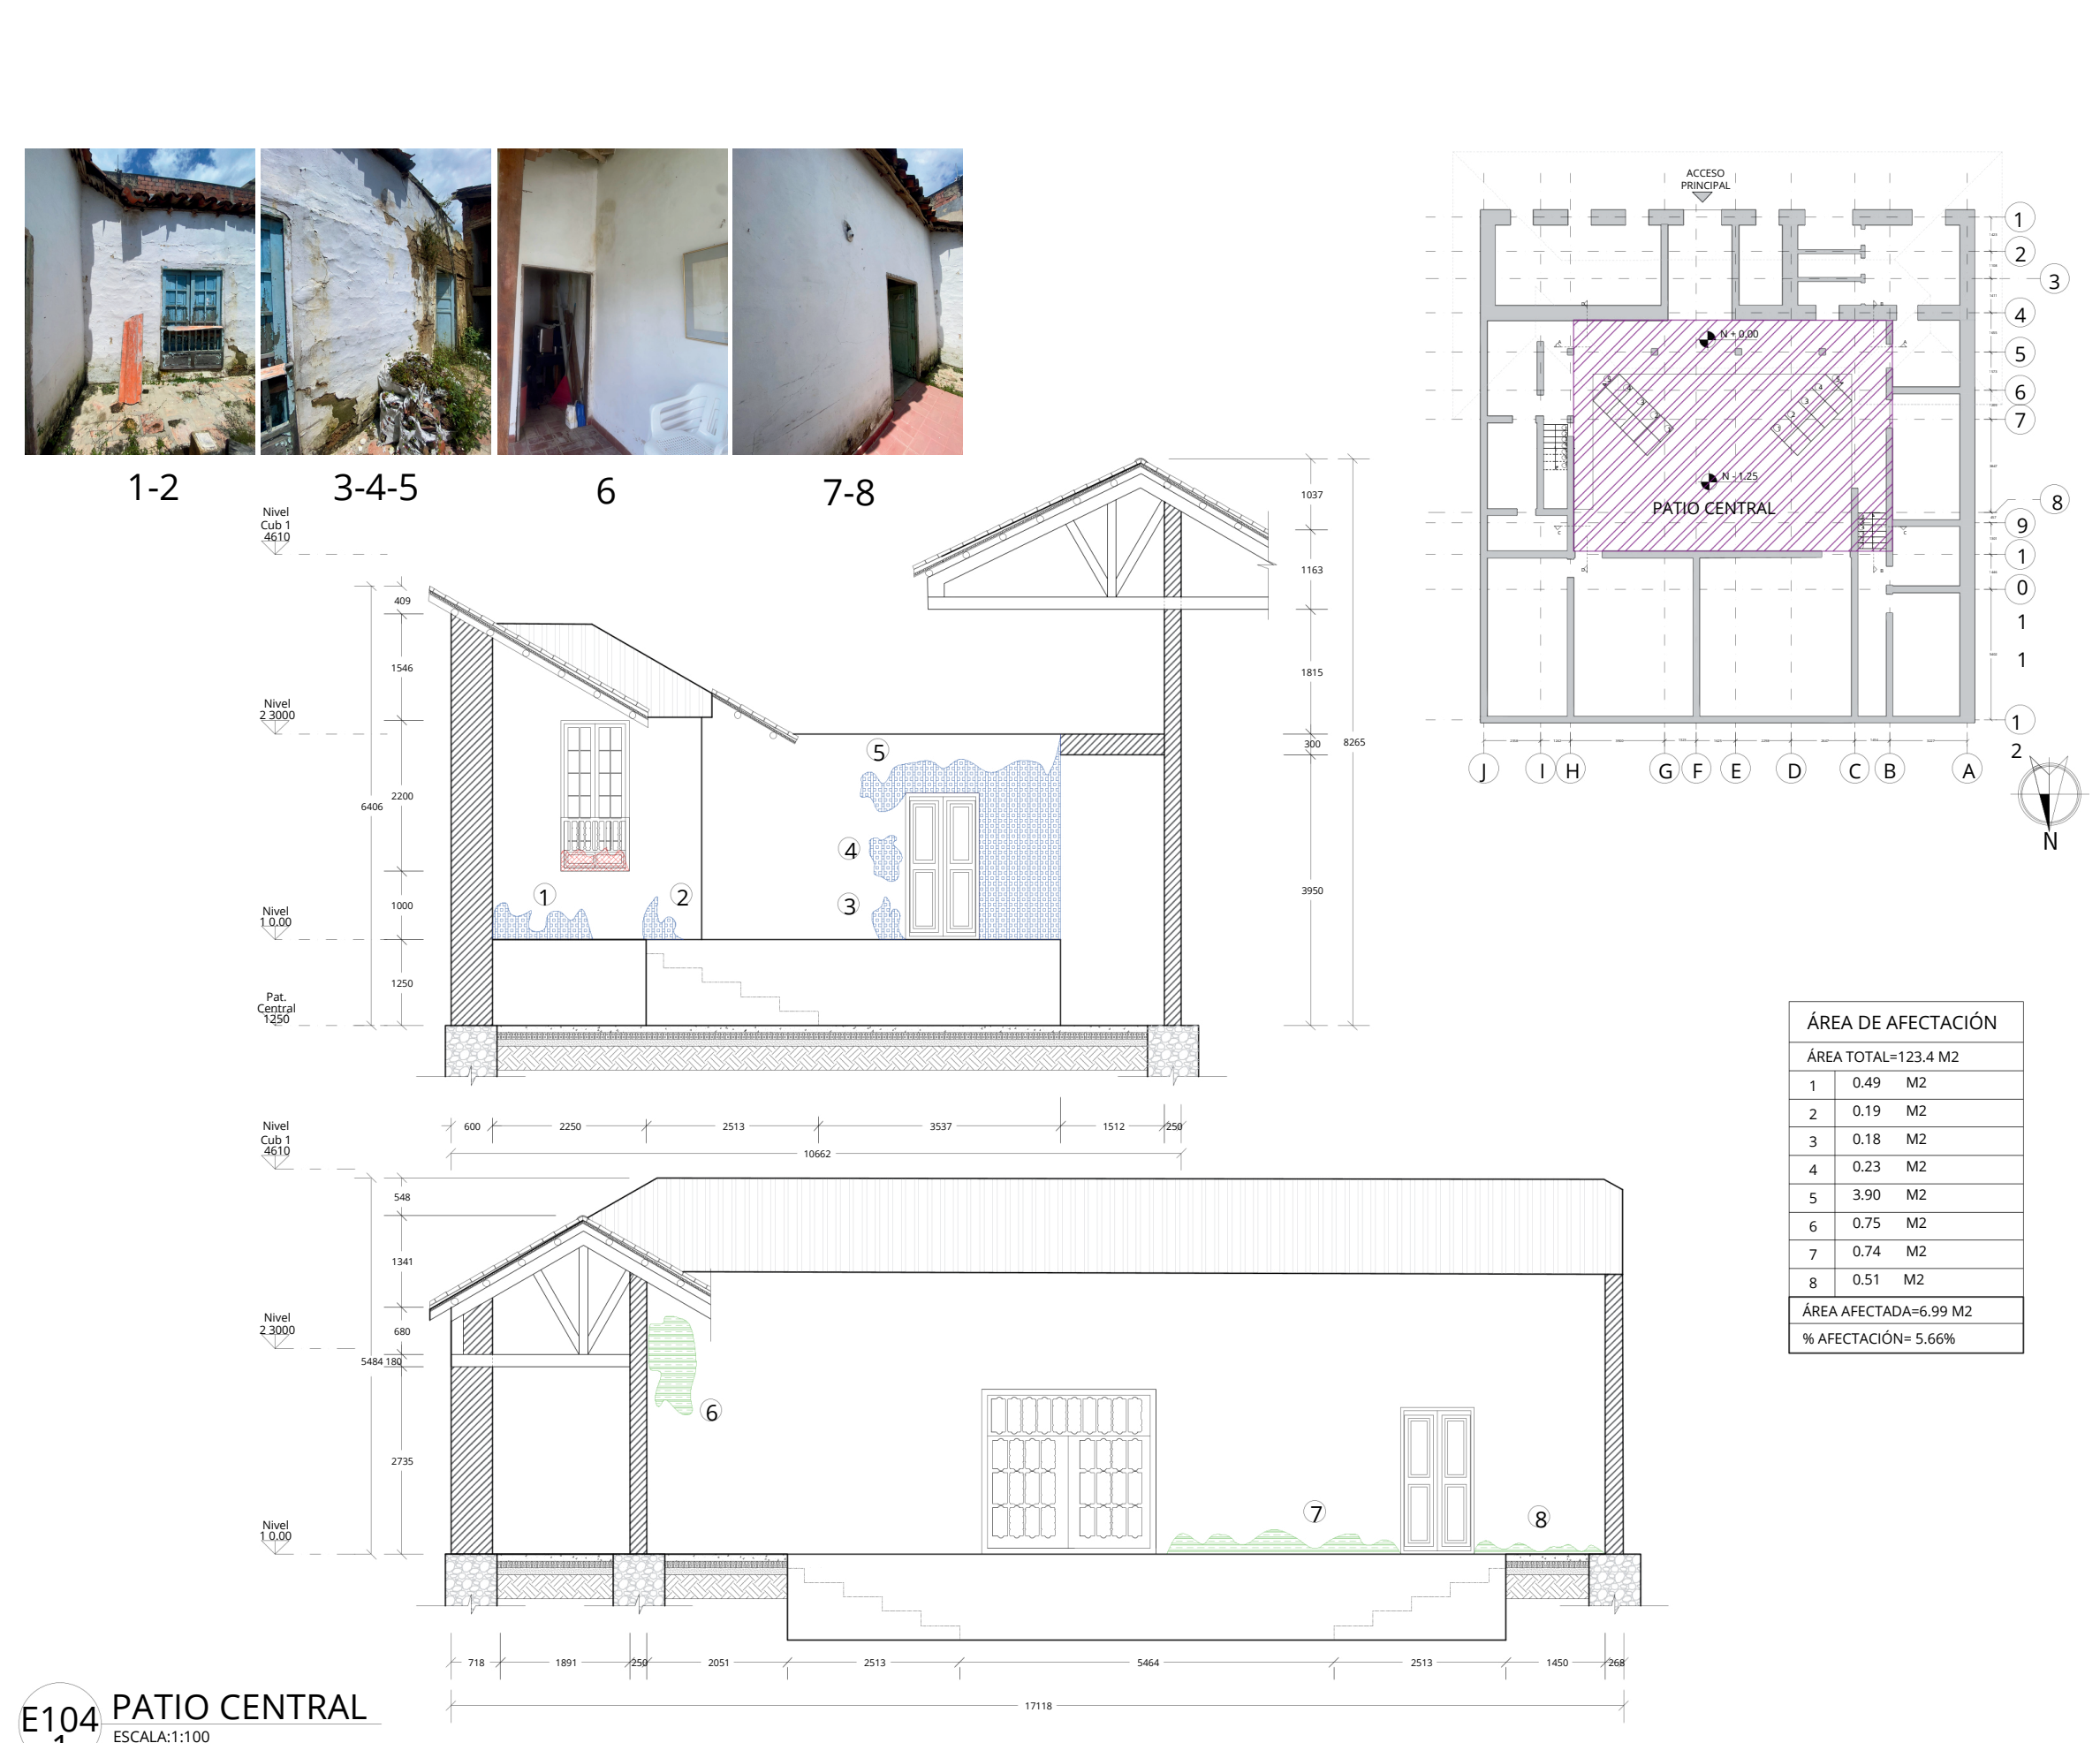 1-2
3-4-5
6
7-8
Nivel
Cub 1
4610
Nivel
2 3000
Nivel
1 0.00
Pat.
Central
1250
409
1546
2200
1000
1250
6406
1037
1163
1815
300
3950
8265
5
4
3
1
2
600
2250
2513
3537
1512
250
10662
ACCESO
PRINCIPAL
N + 0.00
N - 1.25
PATIO CENTRAL
1
2
3
4
5
6
7
8
9
1
0
1
1
1
2
J
I
H
G
F
E
D
C
B
A
N
ÁREA DE AFECTACIÓN
ÁREA TOTAL=123.4 M2
1 0.49 M2
2 0.19 M2
3 0.18 M2
4 0.23 M2
5 3.90 M2
6 0.75 M2
7 0.74 M2
8 0.51 M2
ÁREA AFECTADA=6.99 M2
% AFECTACIÓN= 5.66%
Nivel
Cub 1
4610
Nivel
2 3000
Nivel
1 0.00
548
1341
680
180
2735
5484
6
7
8
718
1891
250
2051
2513
5464
2513
1450
268
17118
E104
PATIO CENTRAL
ESCALA:1:100